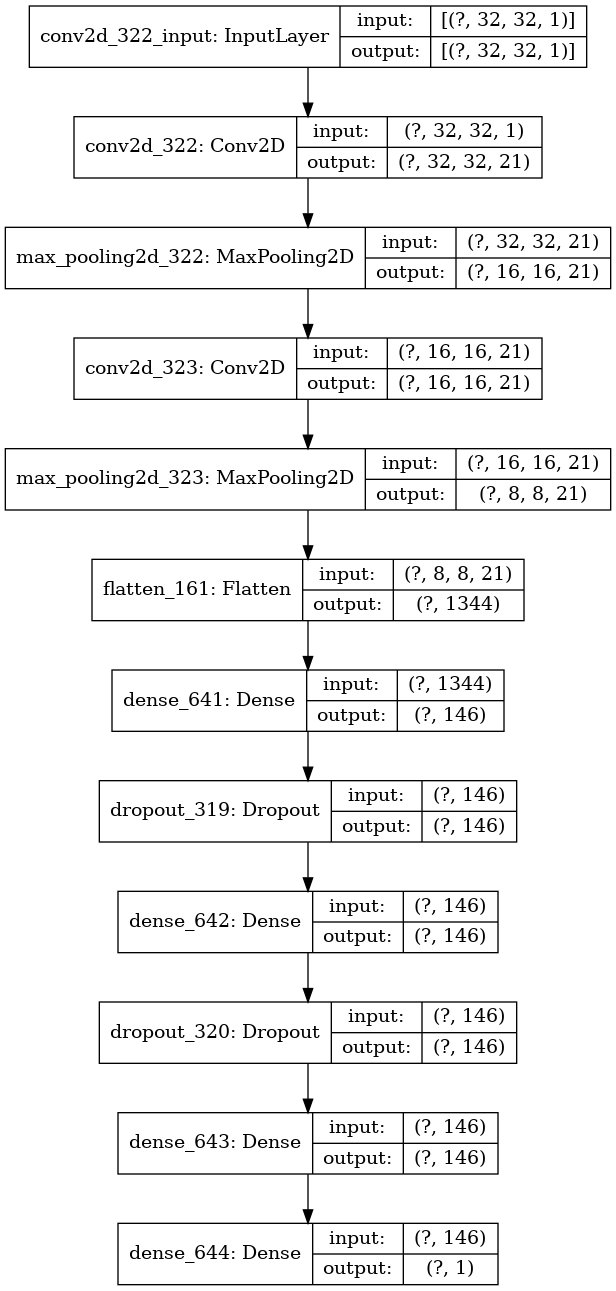 conv2d_322_input: InputLayer
input: [(?, 32, 32, 1)]
output: [(?, 32, 32, 1)]
conv2d_322: Conv2D
input: (?, 32, 32, 1)
output: (?, 32, 32, 21)
max_pooling2d_322: MaxPooling2D
input: (?, 32, 32, 21)
output: (?, 16, 16, 21)
conv2d_323: Conv2D
input: (?, 16, 16, 21)
output: (?, 16, 16, 21)
max_pooling2d_323: MaxPooling2D
input: (?, 16, 16, 21)
output: (?, 8, 8, 21)
flatten_161: Flatten
input: (?, 8, 8, 21)
output: (?, 1344)
dense_641: Dense
input: (?, 1344)
output: (?, 146)
dropout_319: Dropout
input: (?, 146)
output: (?, 146)
dense_642: Dense
input: (?, 146)
output: (?, 146)
dropout_320: Dropout
input: (?, 146)
output: (?, 146)
dense_643: Dense
input: (?, 146)
output: (?, 146)
dense_644: Dense
input: (?, 146)
output: (?, 1)